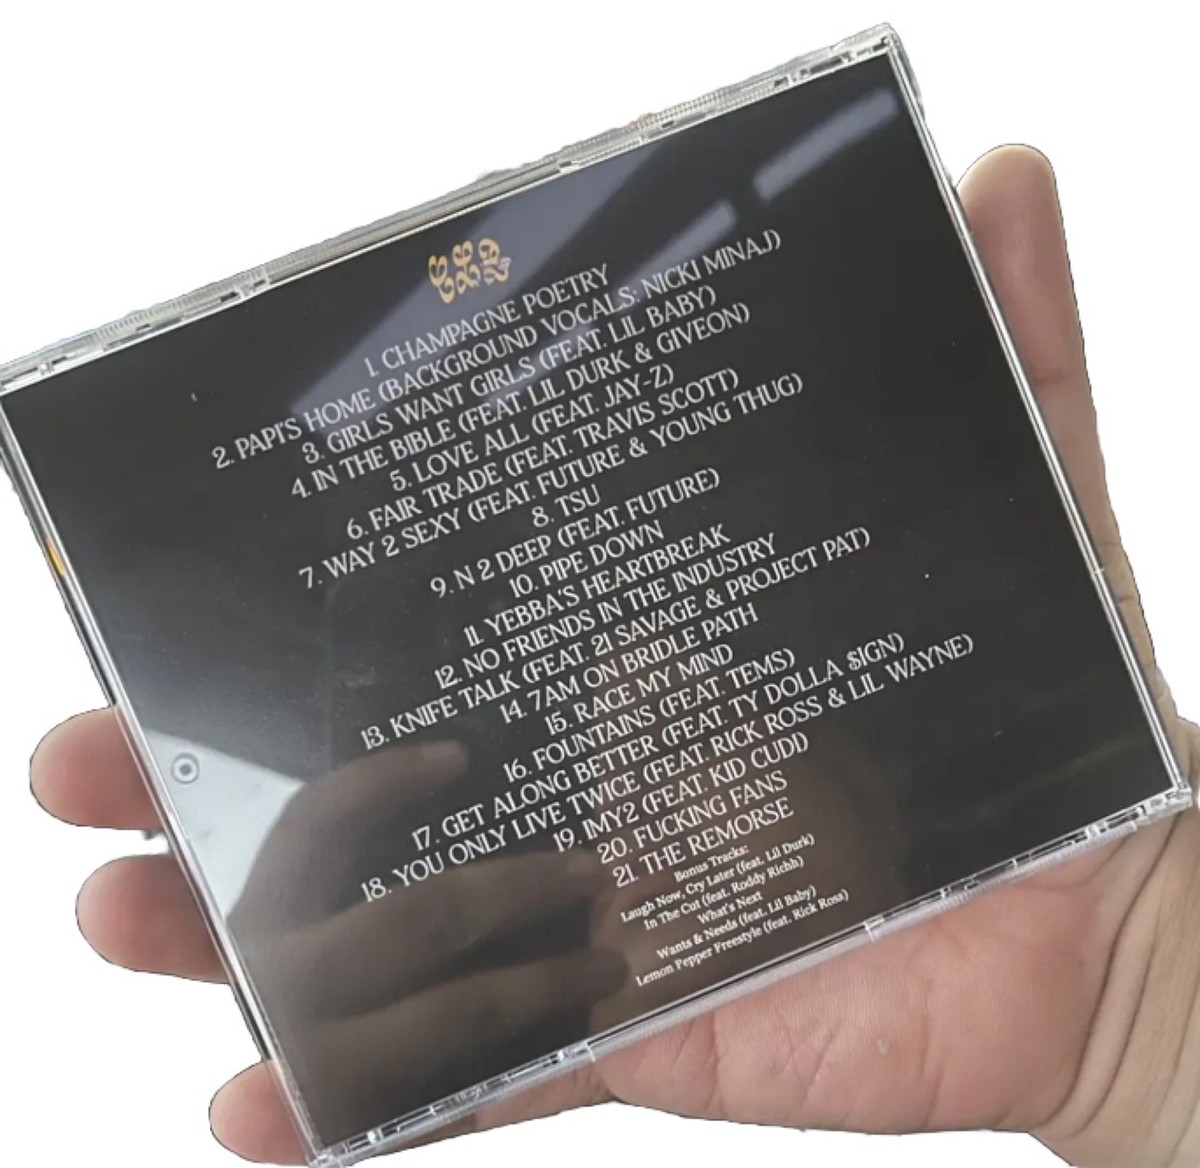 CLB
1. CHAMPAGNE POETRY
2. PAPI'S HOME (BACKGROUND VOCALS: NICKI MINAJ)
3. GIRLS WANT GIRLS (FEAT. LIL BABY)
4. IN THE BIBLE (FEAT. LIL DURK & GIVEON)
5. LOVE ALL (FEAT. JAY-Z)
6. FAIR TRADE (FEAT. TRAVIS SCOTT)
7. WAY 2 SEXY (FEAT. FUTURE & YOUNG THUG)
8. TSU
9. N 2 DEEP (FEAT. FUTURE)
10. PIPE DOWN
11. YEBBA'S HEARTBREAK
12. NO FRIENDS IN THE INDUSTRY
13. KNIFE TALK (FEAT. 21 SAVAGE & PROJECT PAT)
14. 7AM ON BRIDLE PATH
15. RACE MY MIND
16. FOUNTAINS (FEAT. TEMS)
17. GET ALONG BETTER (FEAT. TY DOLLA $IGN)
18. YOU ONLY LIVE TWICE (FEAT. RICK ROSS & LIL WAYNE)
19. IMY2 (FEAT. KID CUDI)
20. FUCKING FANS
21. THE REMORSE
Bonus Tracks:
Laugh Now, Cry Later (feat. Lil Durk)
In The Cut (feat. Roddy Richh)
What's Next
Wants & Needs (feat. Lil Baby)
Lemon Pepper Freestyle (feat. Rick Ross)